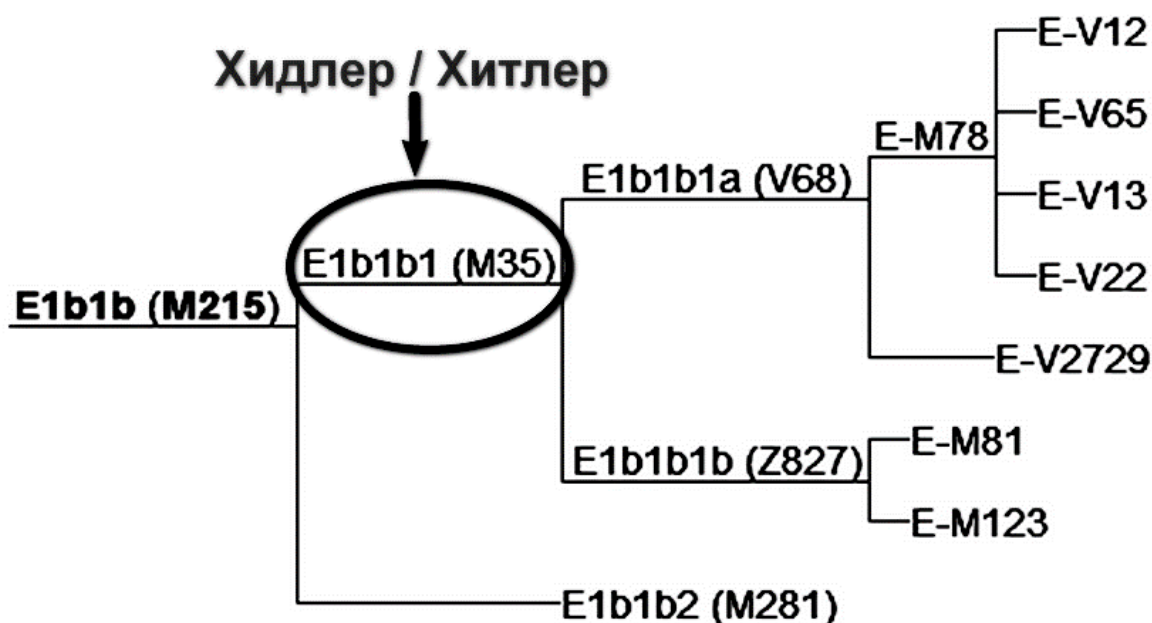 Хидлер / Хитлер
E1b1b (M215)
E1b1b1 (M35)
E1b1b1a (V68)
E-M78
E-V12
E-V65
E-V13
E-V22
E-V2729
E1b1b1b (Z827)
E-M81
E-M123
E1b1b2 (M281)